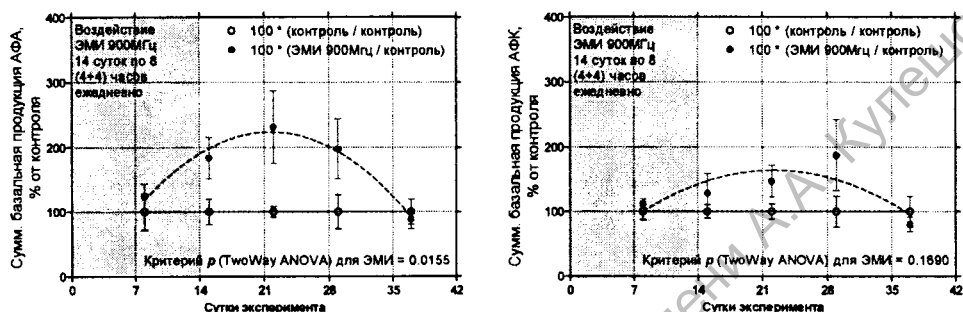 Сумм. базальная продукция АФА,
% от контроля
400
300
200
100
0
Воздействие
ЭМИ 900МГц
14 суток по 8
(4+4) часов
ежедневно
100 * (контроль / контроль)
100 * (ЭМИ 900Мгц / контроль)
Критерий p (TwoWay ANOVA) для ЭМИ = 0.0155
0 7 14 21 28 35 42
Сутки эксперимента
Сумм. базальная продукция АФК,
% от контроля
400
300
200
100
0
Воздействие
ЭМИ 900МГц
14 суток по 8
(4+4) часов
ежедневно
100 * (контроль / контроль)
100 * (ЭМИ 900Мгц / контроль)
Критерий p (TwoWay ANOVA) для ЭМИ = 0.1690
0 7 14 21 28 35 42
Сутки эксперимента
А.А. Кулешо